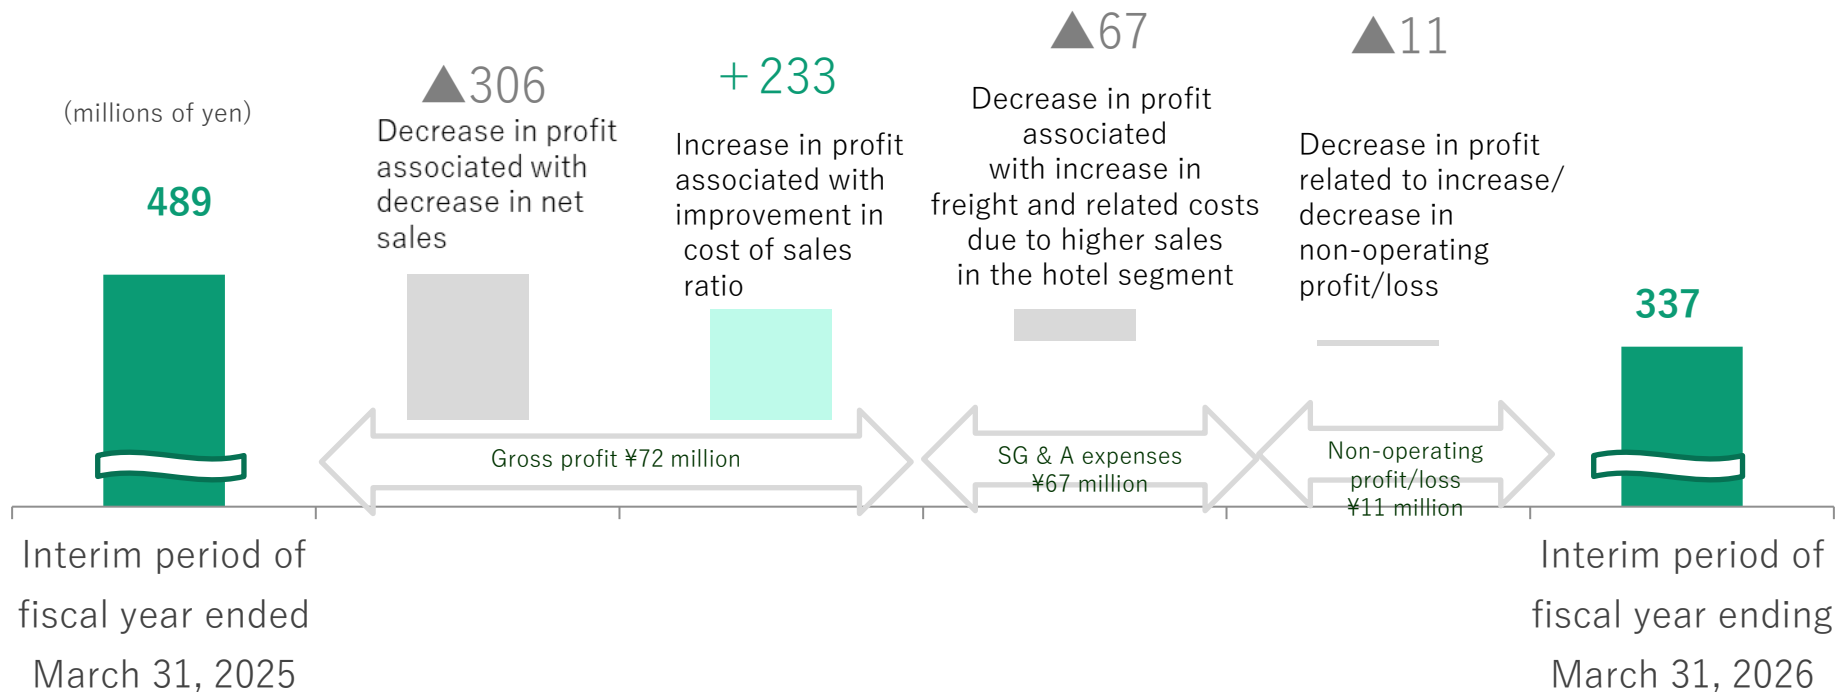 (millions of yen)
489
▲306
Decrease in profit
associated with
decrease in net
sales
＋233
Increase in profit
associated with
improvement in
cost of sales
ratio
▲67
Decrease in profit
associated
with increase in
freight and related costs
due to higher sales
in the hotel segment
▲11
Decrease in profit
related to increase/
decrease in
non-operating
profit/loss
337
Gross profit ¥72 million
SG & A expenses
¥67 million
Non-operating
profit/loss
¥11 million
Interim period of
fiscal year ended
March 31, 2025
Interim period of
fiscal year ending
March 31, 2026